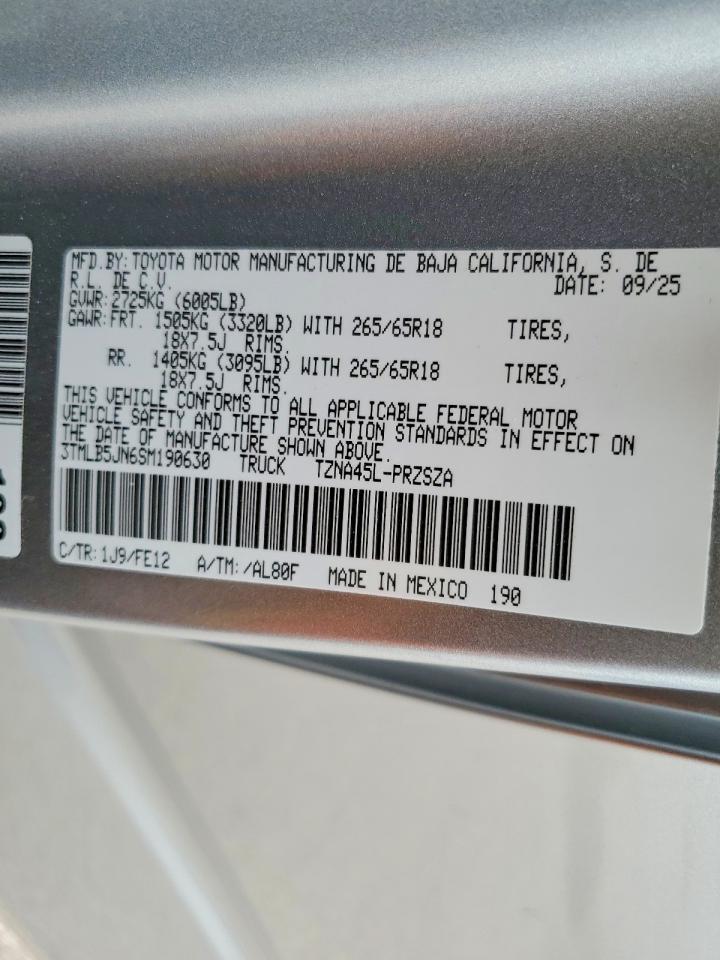 MFD.BY:TOYOTA MOTOR MANUFACTURING DE BAJA CALIFORNIA, S. DE
R.L. DE C.V. DATE: 09/25
GVWR:2725KG (6005LB)
GAWR:FRT. 1505KG (3320LB) WITH 265/65R18 TIRES,
18X7.5J RIMS,
RR. 1405KG (3095LB) WITH 265/65R18 TIRES,
18X7.5J RIMS.
THIS VEHICLE CONFORMS TO ALL APPLICABLE FEDERAL MOTOR
VEHICLE SAFETY AND THEFT PREVENTION STANDARDS IN EFFECT ON
THE DATE OF MANUFACTURE SHOWN ABOVE.
3TMLB5JN6SM190630 TRUCK TZNA45L-PRZSZA
C/TR:1J9/FE12 A/TM:/AL80F MADE IN MEXICO 190